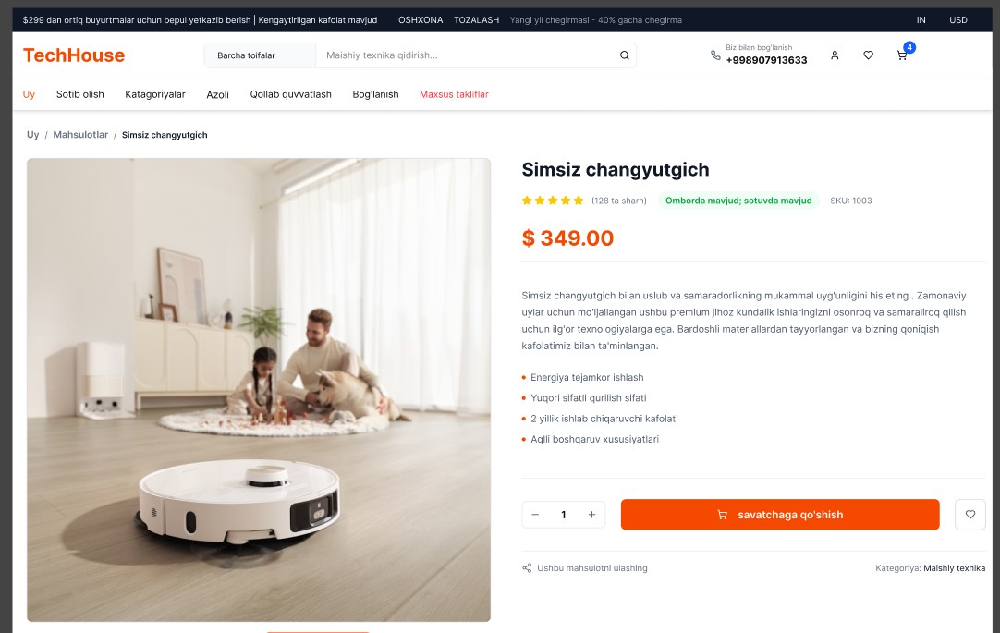 $299 dan ortiq buyurtmalar uchun bepul yetkazib berish | Kengaytirilgan kafolat mavjud OSHXONA TOZALASH Yangi yil chegirmasi - 40% gacha chegirma IN USD
TechHouse Barcha toifalar Maishiy texnika qidirish... Biz bilan bog'lanish
+998907913633 4
Uy Sotib olish Katagoriyalar Azoli Qollab quvvatlash Bog'lanish Maxsus takliflar
Uy / Mahsulotlar / Simsiz changyutgich
Simsiz changyutgich
(128 ta sharh) Omborda mavjud; sotuvda mavjud SKU: 1003
$ 349.00
Simsiz changyutgich bilan uslub va samaradorlikning mukammal uyg'unligini his eting . Zamonaviy
uylar uchun mo'ljallangan ushbu premium jihoz kundalik ishlaringizni osonroq va samaraliroq qilish
uchun ilg'or texnologiyalarga ega. Bardoshli materiallardan tayyorlangan va bizning qoniqish
kafolatimiz bilan ta'minlangan.
Energiya tejamkor ishlash
Yuqori sifatli qurilish sifati
2 yillik ishlab chiqaruvchi kafolati
Aqlli boshqaruv xususiyatlari
− 1 + savatchaga qo'shish
Ushbu mahsulotni ulashing Kategoriya: Maishiy texnika